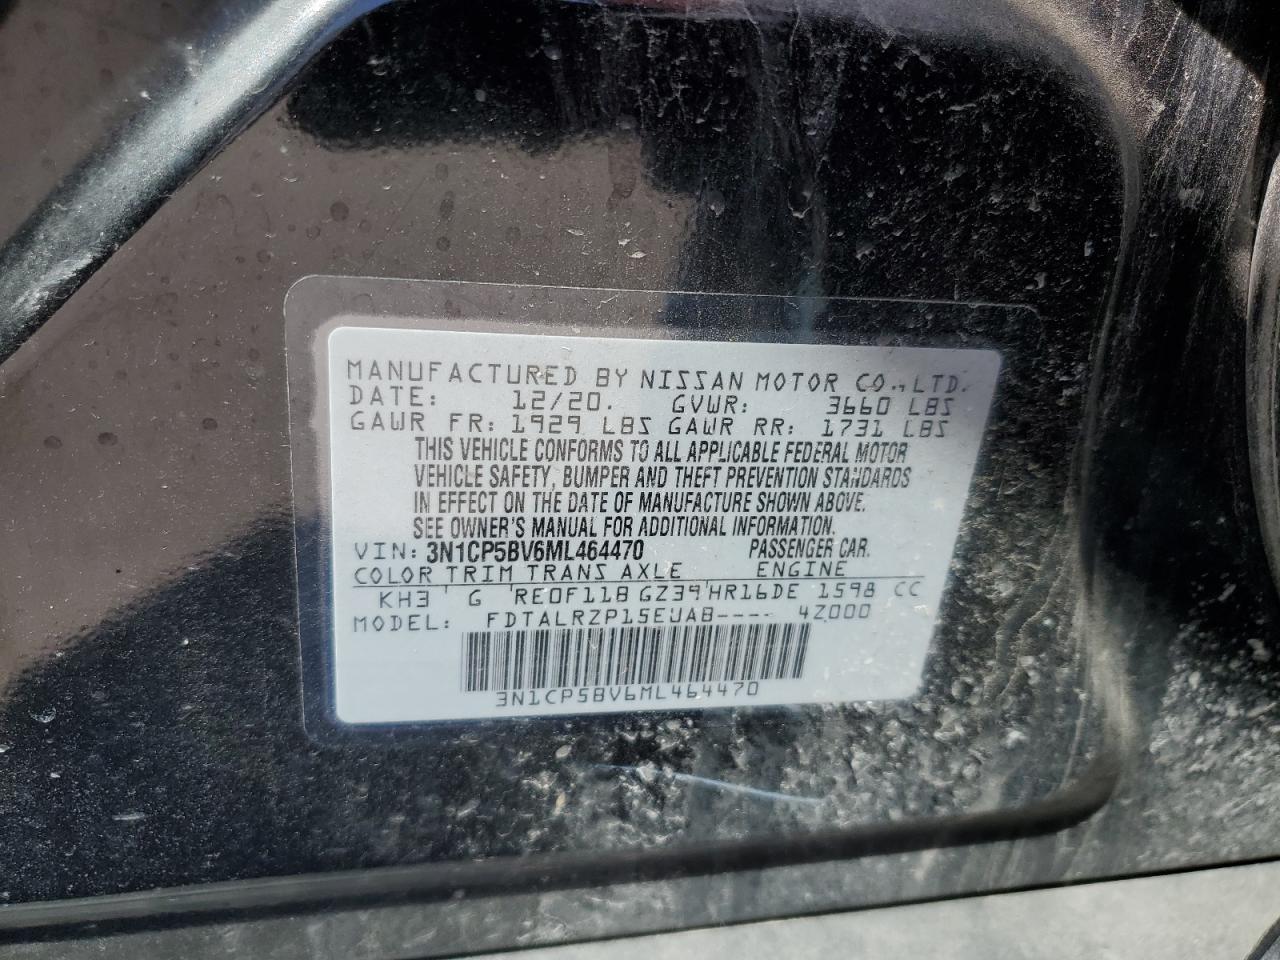 MANUFACTURED BY NISSAN MOTOR CO., LTD.
DATE: 12/20. GVWR: 3660 LBS
GAWR FR: 1929 LBS GAWR RR: 1731 LBS
THIS VEHICLE CONFORMS TO ALL APPLICABLE FEDERAL MOTOR
VEHICLE SAFETY, BUMPER AND THEFT PREVENTION STANDARDS
IN EFFECT ON THE DATE OF MANUFACTURE SHOWN ABOVE.
SEE OWNER'S MANUAL FOR ADDITIONAL INFORMATION.
VIN: 3N1CP5BV6ML464470 PASSENGER CAR.
COLOR TRIM TRANS AXLE ENGINE
KH3 G RE0F11B GZ39 HR16DE 1598 CC
MODEL: FDTALRZP15EUAB---- 4Z000
3N1CP5BV6ML464470